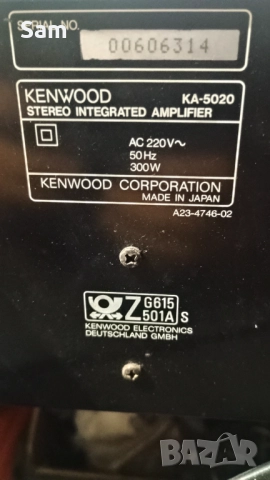 Sam
SERIAL NO.
00606314
KENWOOD KA-5020
STEREO INTEGRATED AMPLIFIER
AC 220V~
50Hz
300W
KENWOOD CORPORATION
MADE IN JAPAN
A23-4746-02
Z G615
501A S
KENWOOD ELECTRONICS
DEUTSCHLAND GMBH
BAZAR